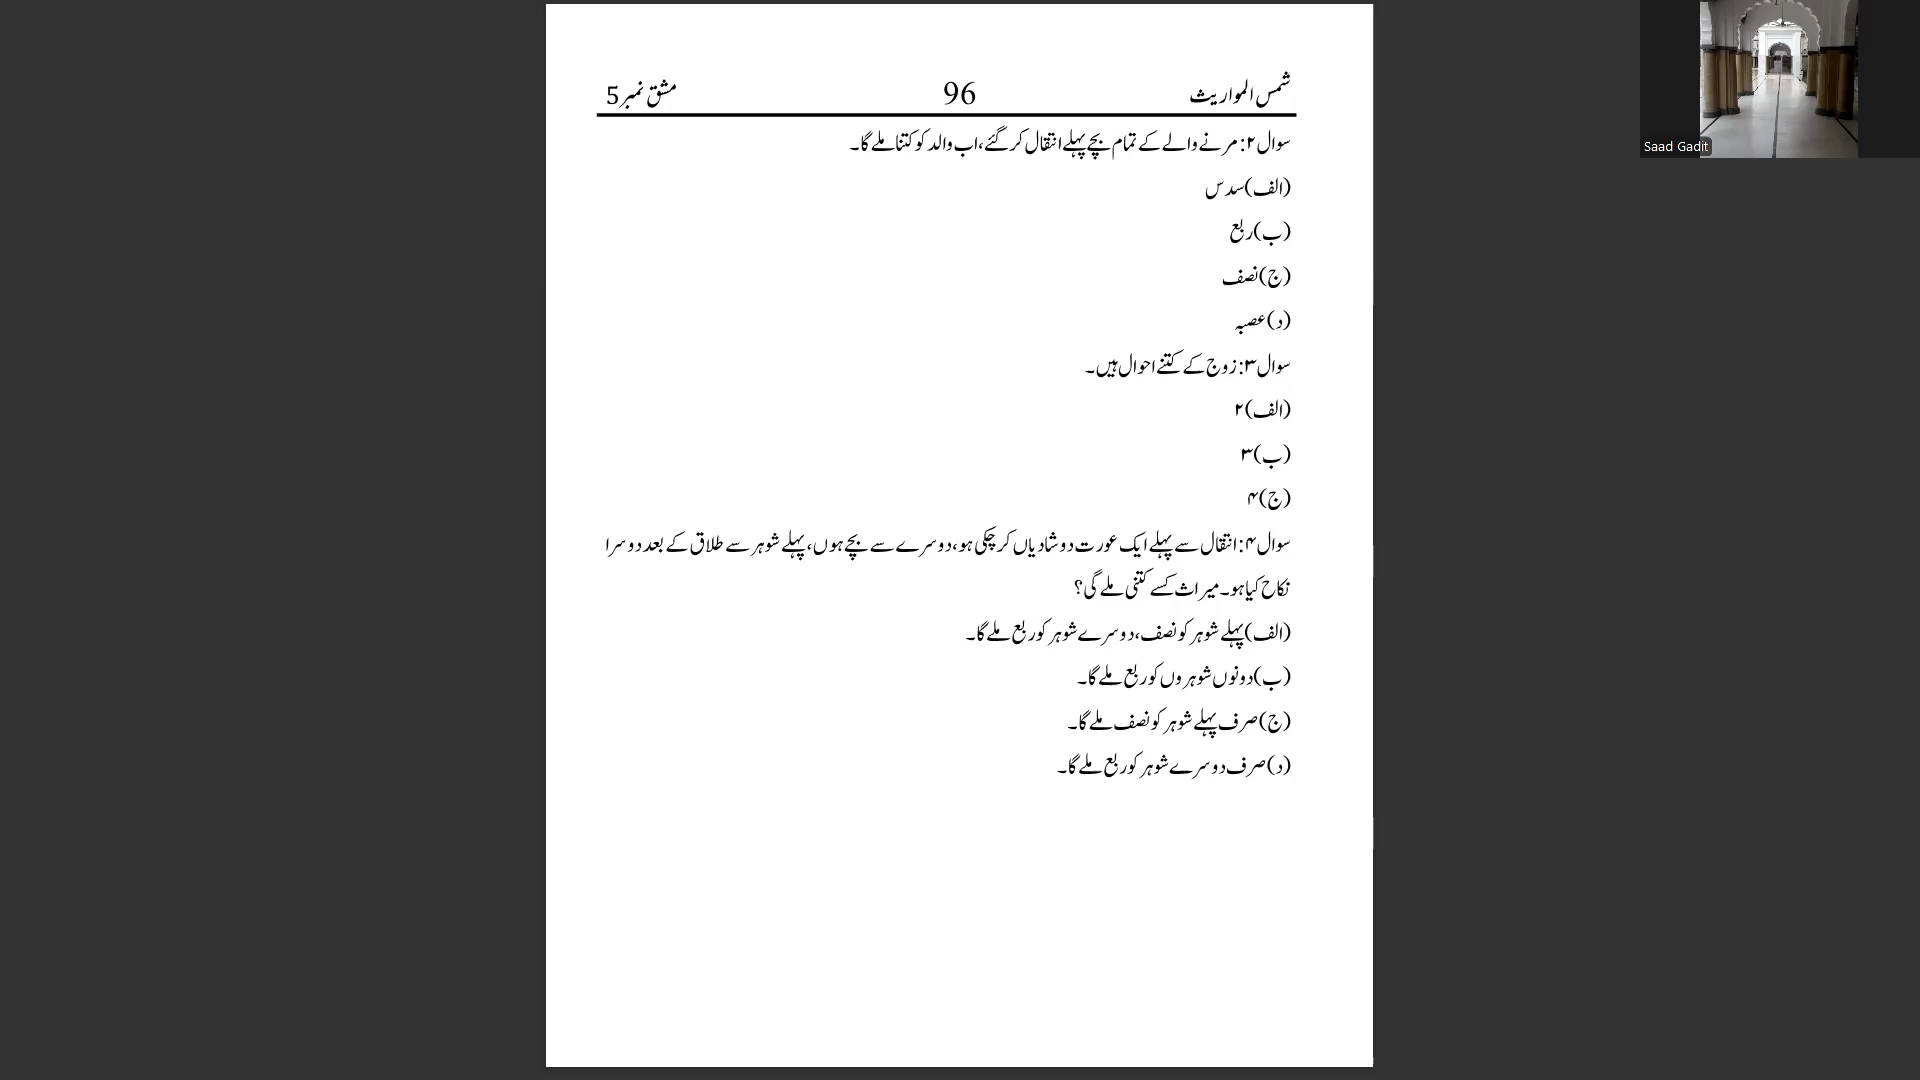 شمس المواریث 96 مشق نمبر 5
سوال ۲: مرنے والے کے تمام بچے پہلے انتقال کر گئے، اب والد کو کتنا ملے گا۔
(الف) سدس
(ب) ربع
(ج) نصف
(د) عصبہ
سوال ۳: زوج کے کتنے احوال ہیں۔
(الف) ۲
(ب) ۳
(ج) ۴
سوال ۴: انتقال سے پہلے ایک عورت دو شادیاں کر چکی ہو، دوسرے سے بچے ہوں، پہلے شوہر سے طلاق کے بعد دوسرا
نکاح کیا ہو۔ میراث کسے کتنی ملے گی؟
(الف) پہلے شوہر کو نصف، دوسرے شوہر کو ربع ملے گا۔
(ب) دونوں شوہروں کو ربع ملے گا۔
(ج) صرف پہلے شوہر کو نصف ملے گا۔
(د) صرف دوسرے شوہر کو ربع ملے گا۔
Saad Gadit